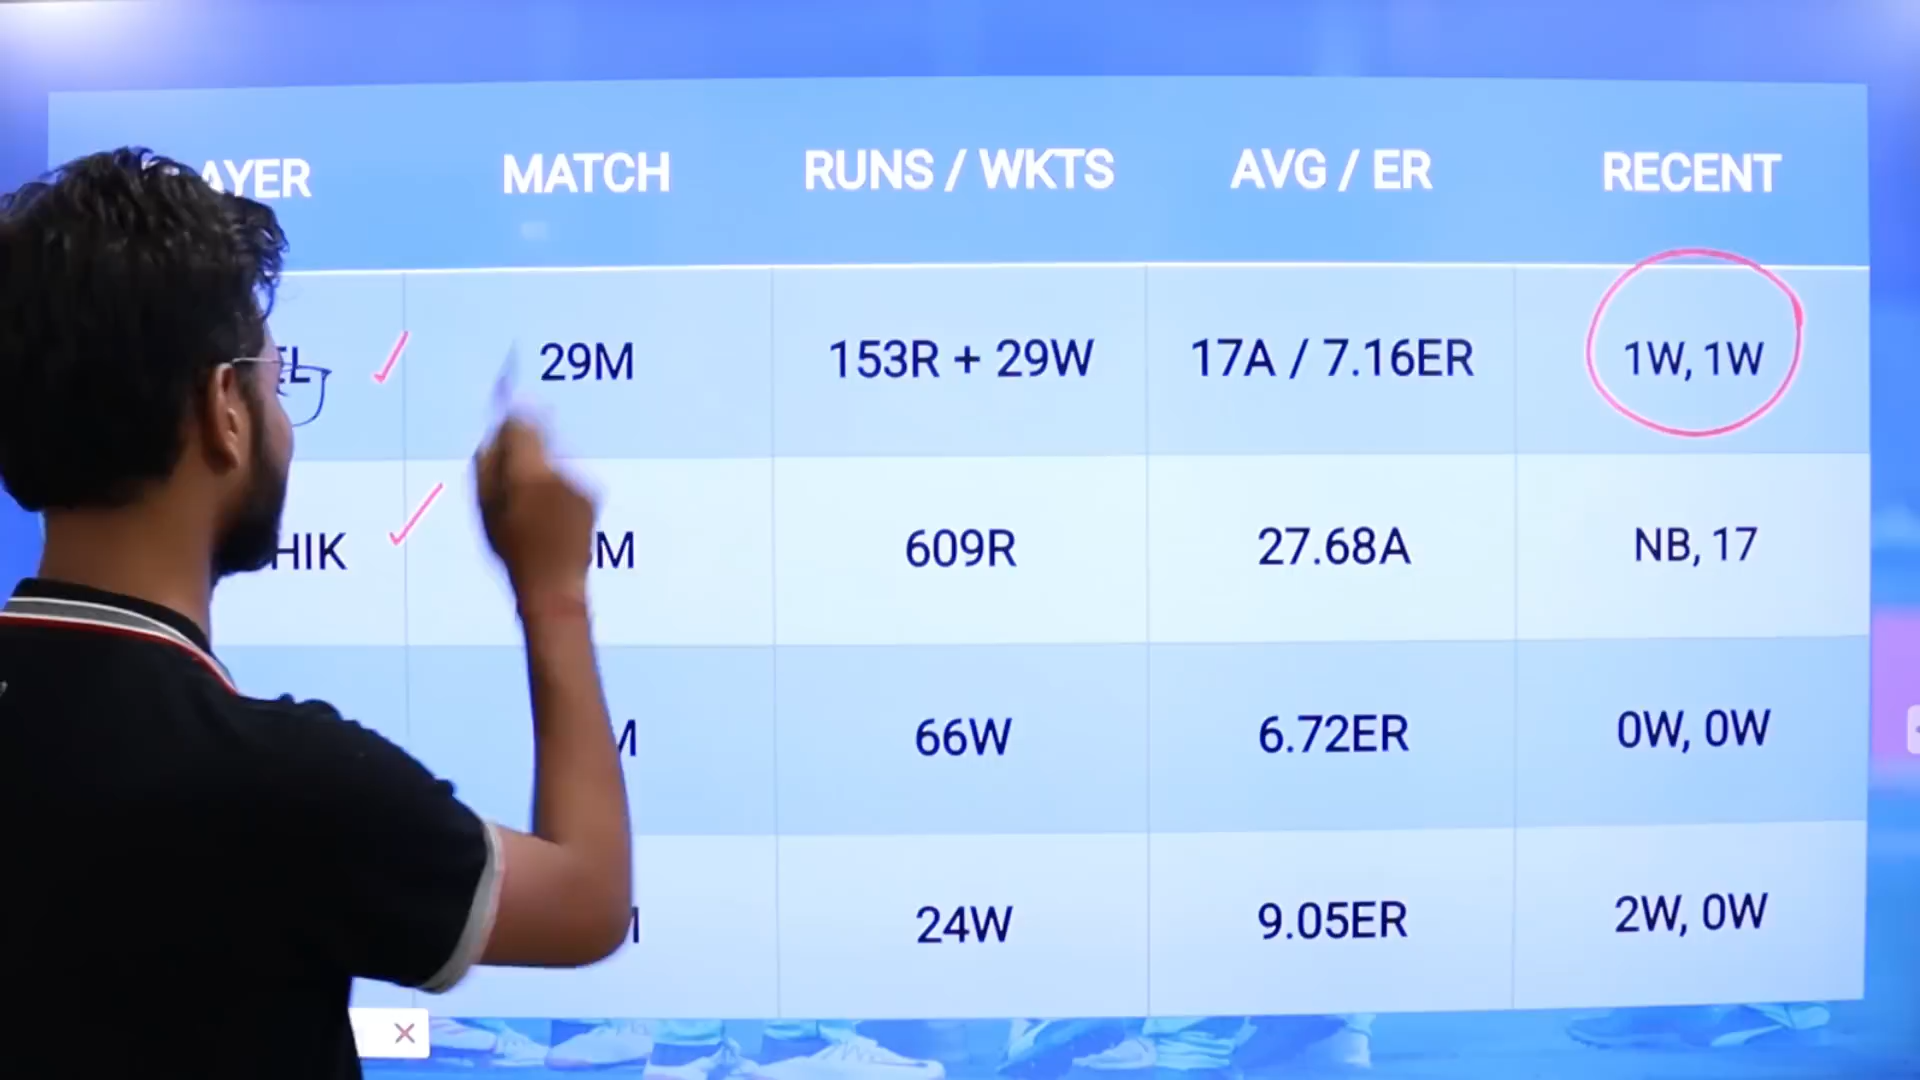 AYER MATCH RUNS / WKTS AVG / ER RECENT
EL 29M 153R + 29W 17A / 7.16ER 1W, 1W
HIK M 609R 27.68A NB, 17
66W 6.72ER 0W, 0W
24W 9.05ER 2W, 0W